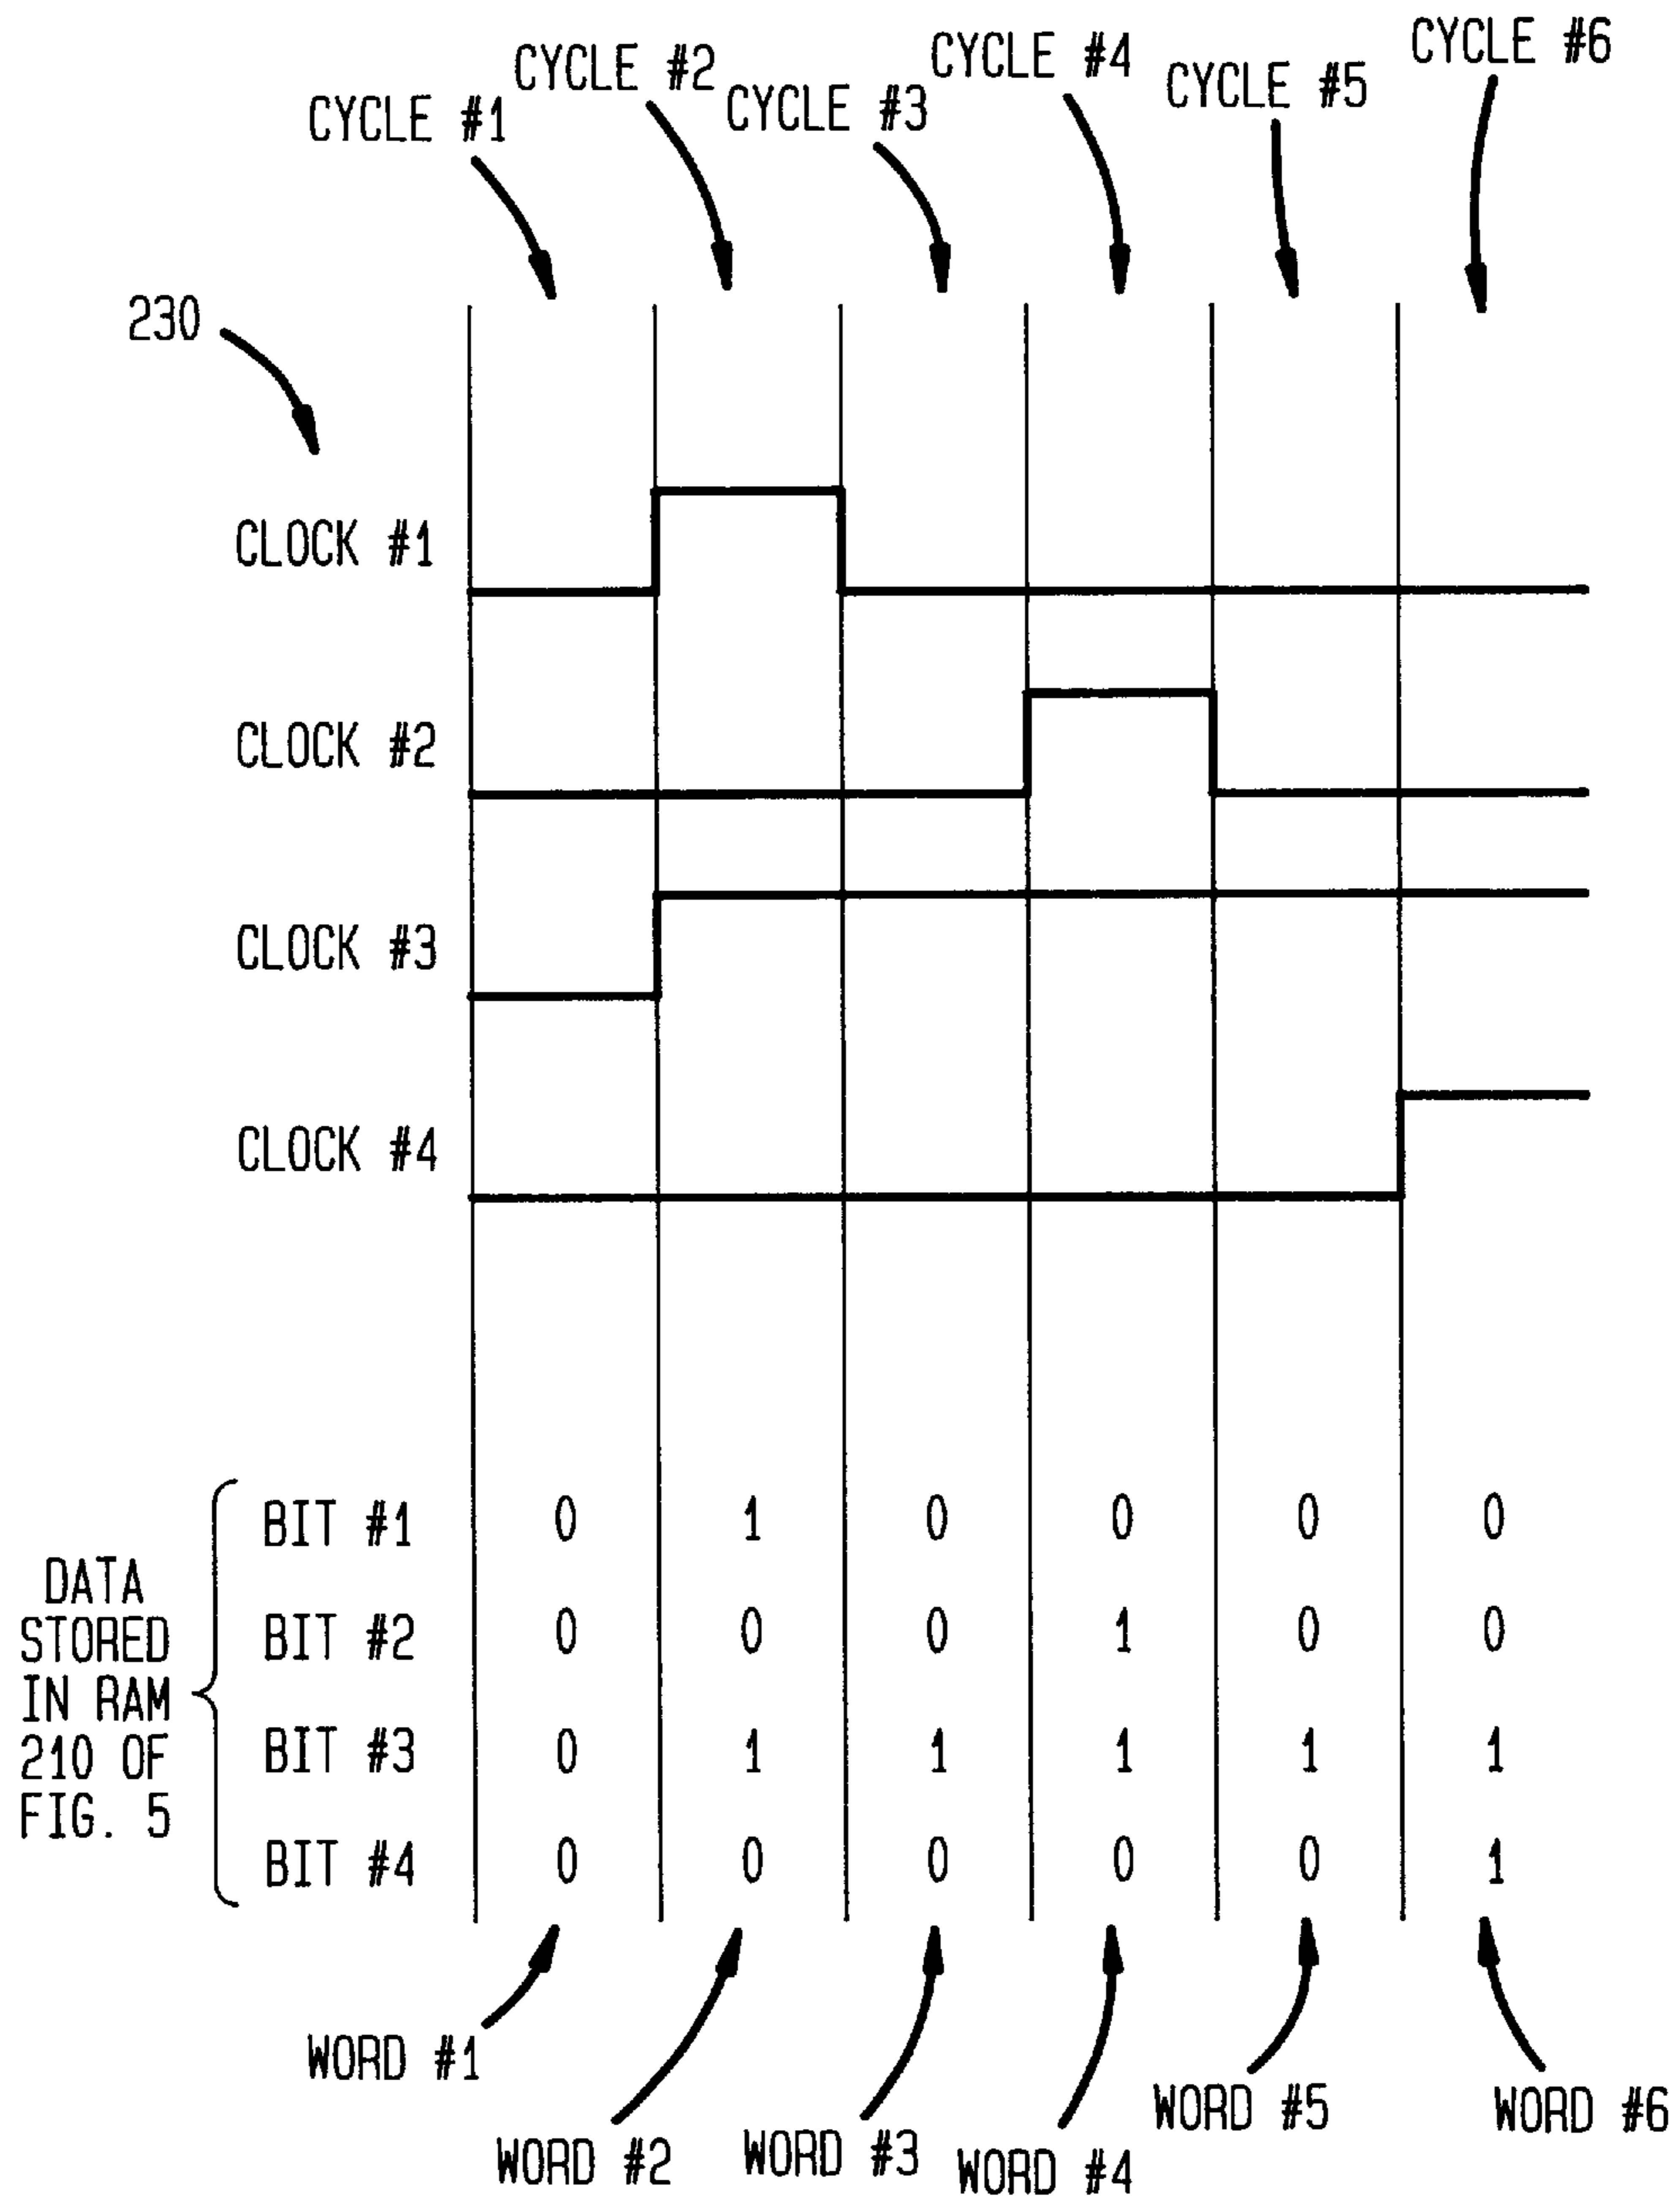 CYCLE #1
CYCLE #2
CYCLE #3
CYCLE #4
CYCLE #5
CYCLE #6
230
CLOCK #1
CLOCK #2
CLOCK #3
CLOCK #4
DATA
STORED
IN RAM
210 OF
FIG. 5
BIT #1 0 1 0 0 0 0
BIT #2 0 0 0 1 0 0
BIT #3 0 1 1 1 1 1
BIT #4 0 0 0 0 0 1
WORD #1
WORD #2
WORD #3
WORD #4
WORD #5
WORD #6